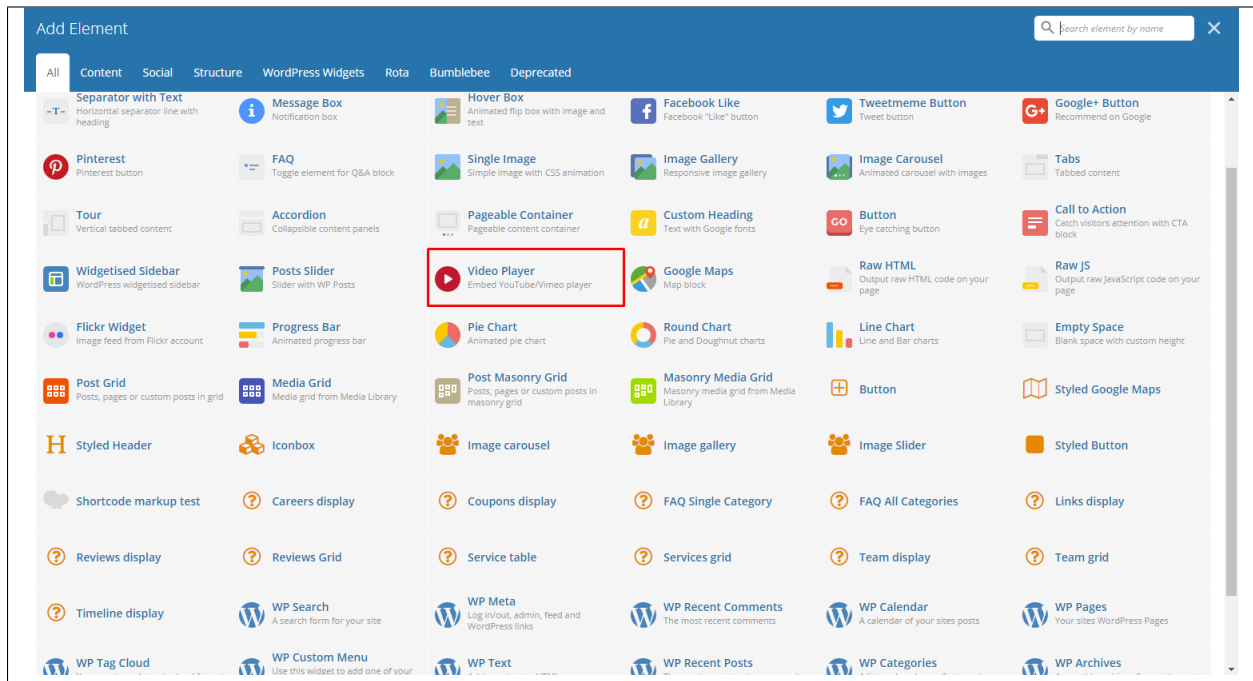 Add Element
Search element by name
All Content Social Structure WordPress Widgets Rota Bumblebee Deprecated
Separator with Text
Horizontal separator line with
heading
Message Box
Notification box
Hover Box
Animated flip box with image and
text
Facebook Like
Facebook "Like" button
Tweetmeme Button
Tweet button
Google+ Button
Recommend on Google
Pinterest
Pinterest button
FAQ
Toggle element for Q&A block
Single Image
Simple image with CSS animation
Image Gallery
Responsive image gallery
Image Carousel
Animated carousel with images
Tabs
Tabbed content
Tour
Vertical tabbed content
Accordion
Collapsible content panels
Pageable Container
Pageable content container
Custom Heading
Text with Google fonts
GO
Button
Eye catching button
Call to Action
Catch visitors attention with CTA
block
Widgetised Sidebar
WordPress widgetised sidebar
Posts Slider
Slider with WP Posts
Video Player
Embed YouTube/Vimeo player
Google Maps
Map block
Raw HTML
Output raw HTML code on your
page
Raw JS
Output raw JavaScript code on your
page
Flickr Widget
Image feed from Flickr account
Progress Bar
Animated progress bar
Pie Chart
Animated pie chart
Round Chart
Pie and Doughnut charts
Line Chart
Line and Bar charts
Empty Space
Blank space with custom height
Post Grid
Posts, pages or custom posts in grid
Media Grid
Media grid from Media Library
Post Masonry Grid
Posts, pages or custom posts in
masonry grid
Masonry Media Grid
Masonry media grid from Media
Library
Button
Styled Google Maps
Styled Header
Iconbox
Image carousel
Image gallery
Image Slider
Styled Button
Shortcode markup test
Careers display
Coupons display
FAQ Single Category
FAQ All Categories
Links display
Reviews display
Reviews Grid
Service table
Services grid
Team display
Team grid
Timeline display
WP Search
A search form for your site
WP Meta
Log in/out, admin, feed and
WordPress links
WP Recent Comments
The most recent comments
WP Calendar
A calendar of your sites posts
WP Pages
Your sites WordPress Pages
WP Tag Cloud
WP Custom Menu
Use this widget to add one of your
WP Text
WP Recent Posts
WP Categories
WP Archives